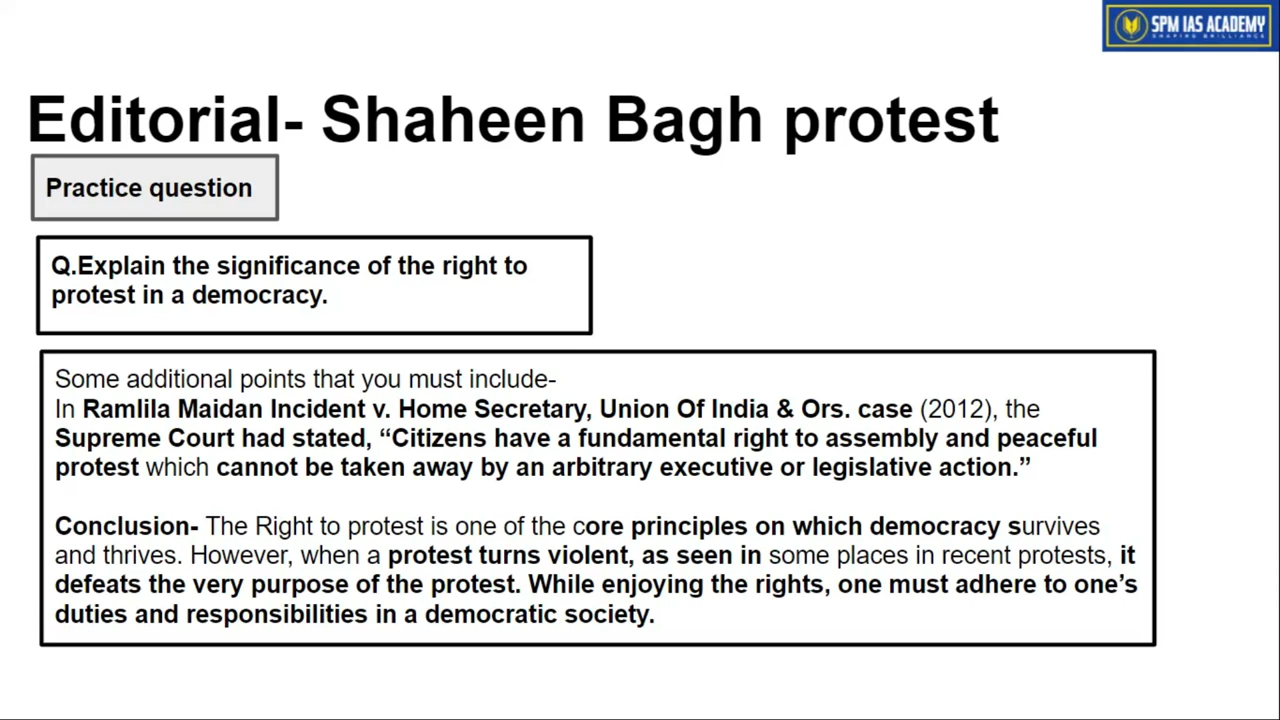 SPM IAS ACADEMY
SHAPING BRILLIANCE
Editorial- Shaheen Bagh protest
Practice question
Q.Explain the significance of the right to
protest in a democracy.
Some additional points that you must include-
In Ramlila Maidan Incident v. Home Secretary, Union Of India & Ors. case (2012), the
Supreme Court had stated, “Citizens have a fundamental right to assembly and peaceful
protest which cannot be taken away by an arbitrary executive or legislative action.”
Conclusion- The Right to protest is one of the core principles on which democracy survives
and thrives. However, when a protest turns violent, as seen in some places in recent protests, it
defeats the very purpose of the protest. While enjoying the rights, one must adhere to one’s
duties and responsibilities in a democratic society.